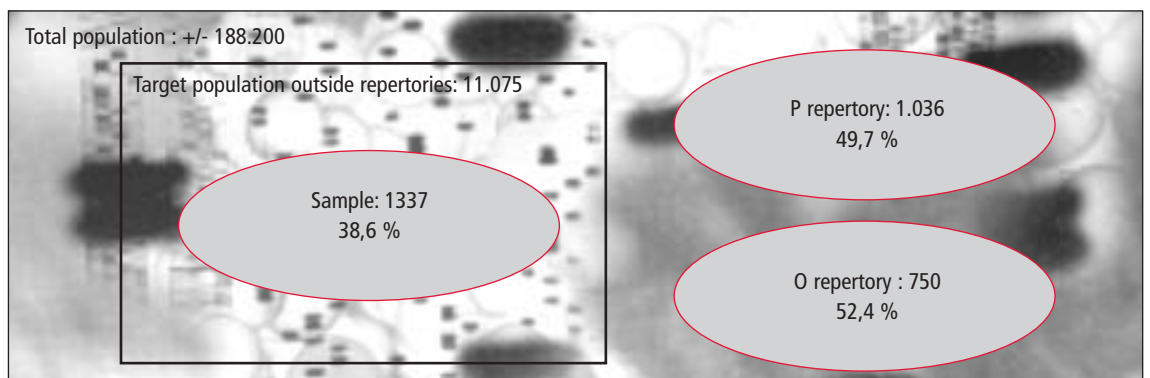 Total population : +/- 188.200
Target population outside repertories: 11.075
Sample: 1337
38,6 %
P repertory: 1.036
49,7 %
O repertory : 750
52,4 %